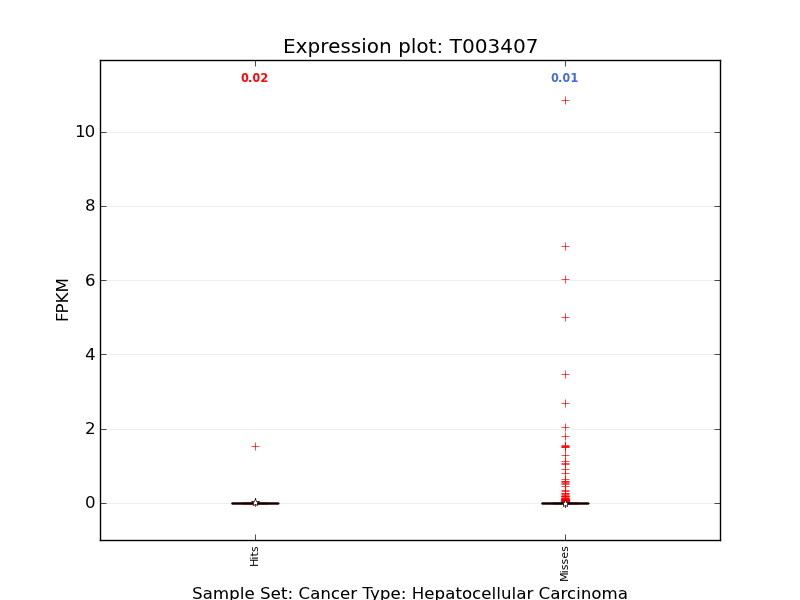 Expression plot: T003407
0.02 0.01
10
8
6
4
2
0
FPKM
Hits Misses
Sample Set: Cancer Type: Hepatocellular Carcinoma